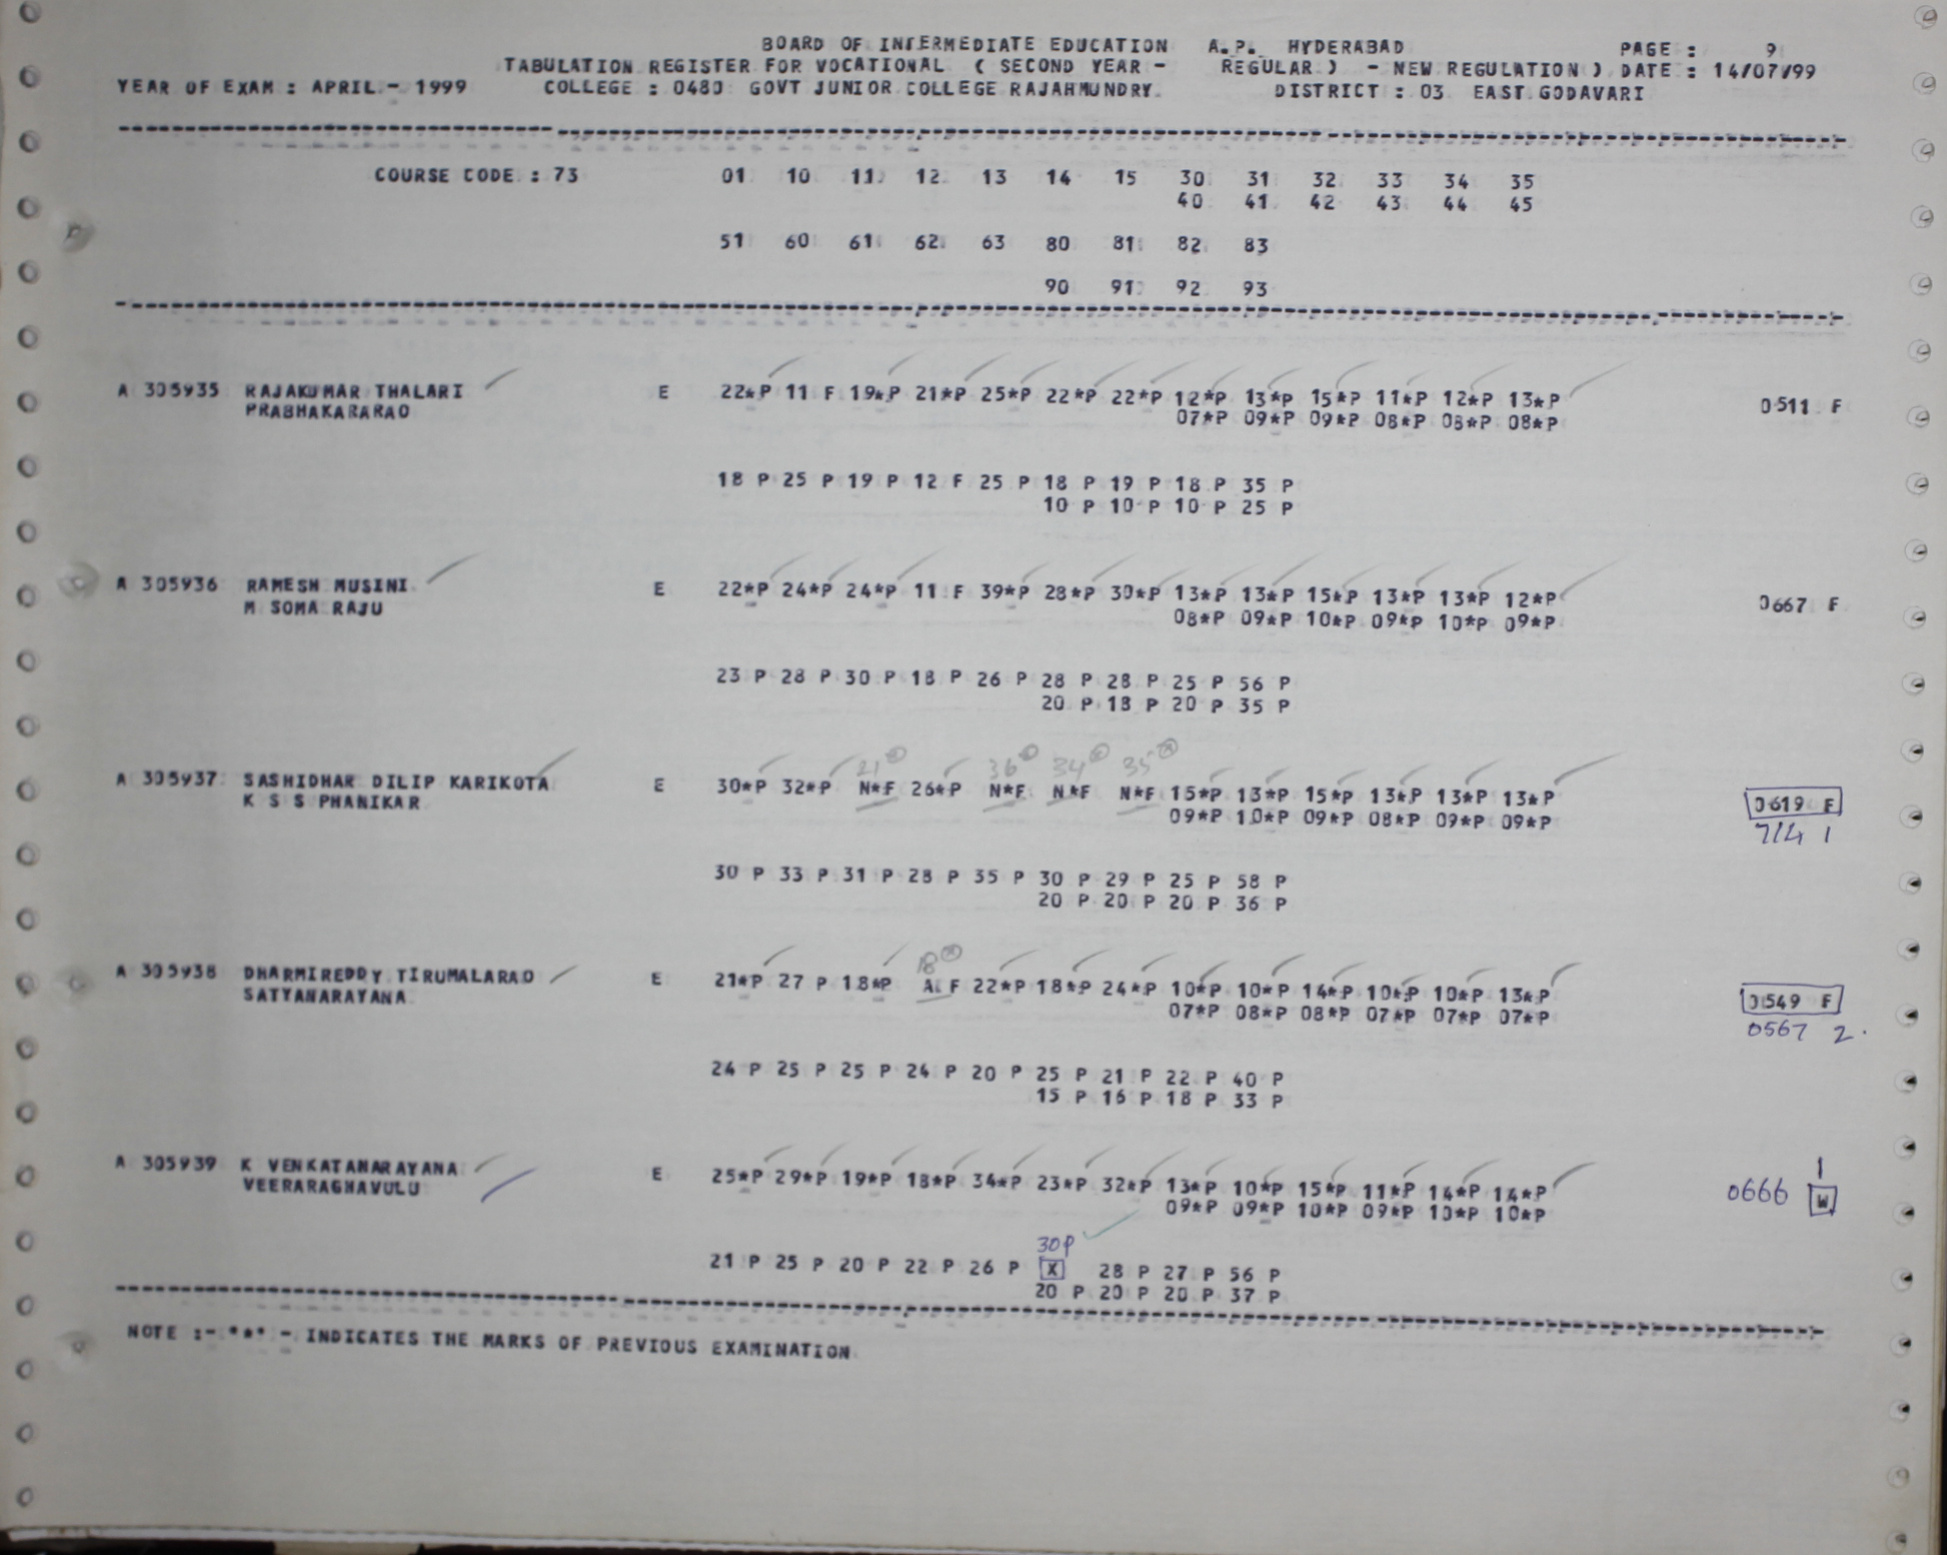 BOARD OF INTERMEDIATE EDUCATION A.P. HYDERABAD PAGE : 9
TABULATION REGISTER FOR VOCATIONAL ( SECOND YEAR - REGULAR ) - NEW REGULATION ) DATE : 14/07/99
YEAR OF EXAM : APRIL - 1999 COLLEGE : 0480 GOVT JUNIOR COLLEGE RAJAHMUNDRY. DISTRICT : 03 EAST GODAVARI
COURSE CODE : 73 01 10 11 12 13 14 15 30 31 32 33 34 35
40 41 42 43 44 45
51 60 61 62 63 80 81 82 83
90 91 92 93
A 305935 RAJAKUMAR THALARI E 22*P 11 F 19*P 21*P 25*P 22*P 22*P 12*P 13*P 15*P 11*P 12*P 13*P 0511 F
PRABHAKARARAO 07*P 09*P 09*P 08*P 08*P 08*P
18 P 25 P 19 P 12 F 25 P 18 P 19 P 18 P 35 P
10 P 10 P 10 P 25 P
A 305936 RAMESH MUSINI E 22*P 24*P 24*P 11 F 39*P 28*P 30*P 13*P 13*P 15*P 13*P 13*P 12*P 0667 F
M SOMA RAJU 08*P 09*P 10*P 09*P 10*P 09*P
23 P 28 P 30 P 18 P 26 P 28 P 28 P 25 P 56 P
20 P 18 P 20 P 35 P
21 36 34 35
A 305937 SASHIDHAR DILIP KARIKOTA E 30*P 32*P N*F 26*P N*F N*F N*F 15*P 13*P 15*P 13*P 13*P 13*P 0619 F
K S S PHANIKAR 09*P 10*P 09*P 08*P 09*P 09*P
714 1
30 P 33 P 31 P 28 P 35 P 30 P 29 P 25 P 58 P
20 P 20 P 20 P 36 P
18
A 305938 DHARMIREDDY TIRUMALARAO E 21*P 27 P 18*P A F 22*P 18*P 24*P 10*P 10*P 14*P 10*P 10*P 13*P 0549 F
SATYANARAYANA 07*P 08*P 08*P 07*P 07*P 07*P
0567 2.
24 P 25 P 25 P 24 P 20 P 25 P 21 P 22 P 40 P
15 P 16 P 18 P 33 P
A 305939 K VENKATANARAYANA E 25*P 29*P 19*P 18*P 34*P 23*P 32*P 13*P 10*P 15*P 11*P 14*P 14*P 0666 1 W
VEERARAGHAVULU 09*P 09*P 10*P 09*P 10*P 10*P
30P
21 P 25 P 20 P 22 P 26 P X 28 P 27 P 56 P
20 P 20 P 20 P 37 P
NOTE :- '*' - INDICATES THE MARKS OF PREVIOUS EXAMINATION